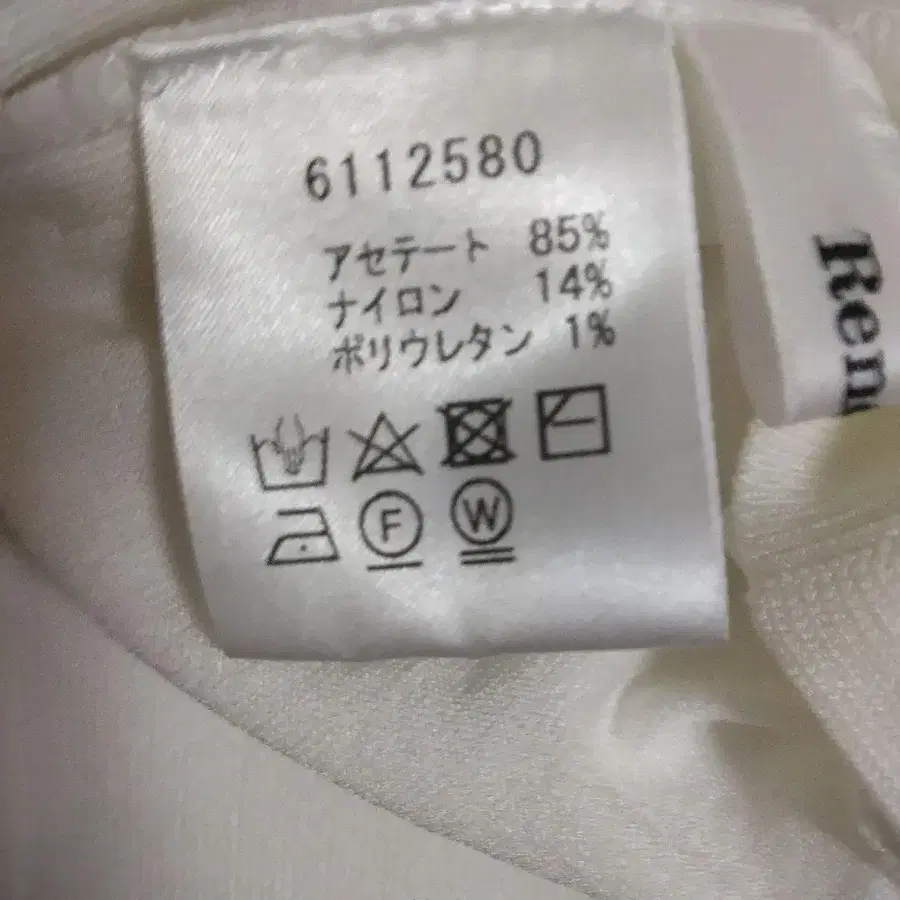 6112580
アセテート 85%
ナイロン 14%
ポリウレタン 1%
F W
Ren